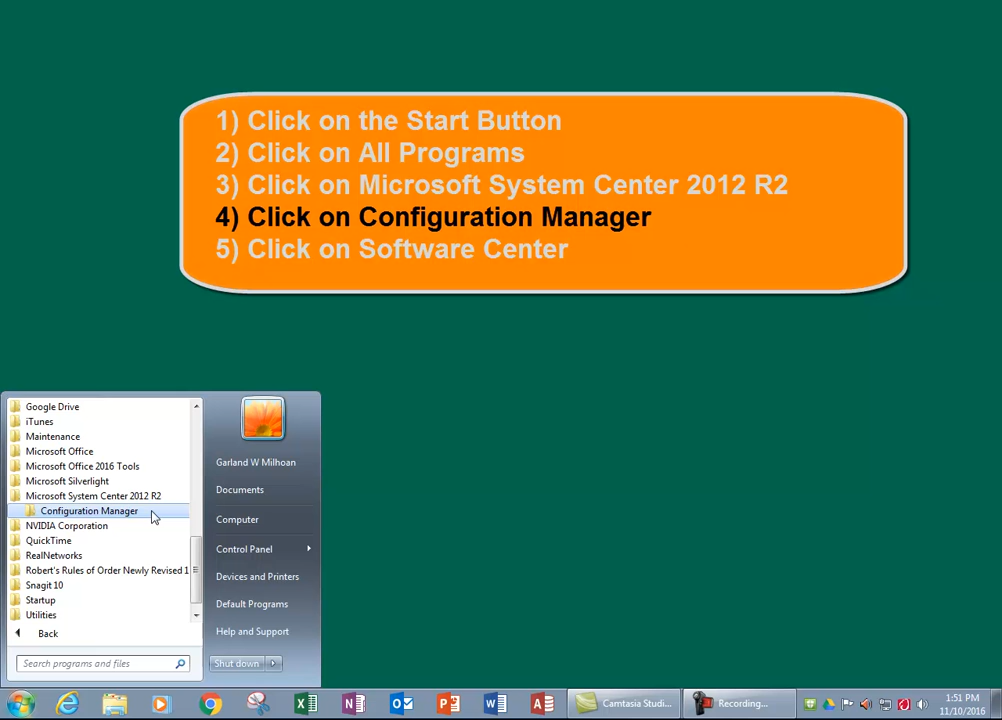 1) Click on the Start Button
2) Click on All Programs
3) Click on Microsoft System Center 2012 R2
4) Click on Configuration Manager
5) Click on Software Center
Google Drive
iTunes
Maintenance
Microsoft Office
Microsoft Office 2016 Tools
Microsoft Silverlight
Microsoft System Center 2012 R2
Configuration Manager
NVIDIA Corporation
QuickTime
RealNetworks
Robert's Rules of Order Newly Revised 1
Snagit 10
Startup
Utilities
Back
Search programs and files
Garland W Milhoan
Documents
Computer
Control Panel
Devices and Printers
Default Programs
Help and Support
Shut down
Camtasia Studi...
Recording...
1:51 PM
11/10/2016